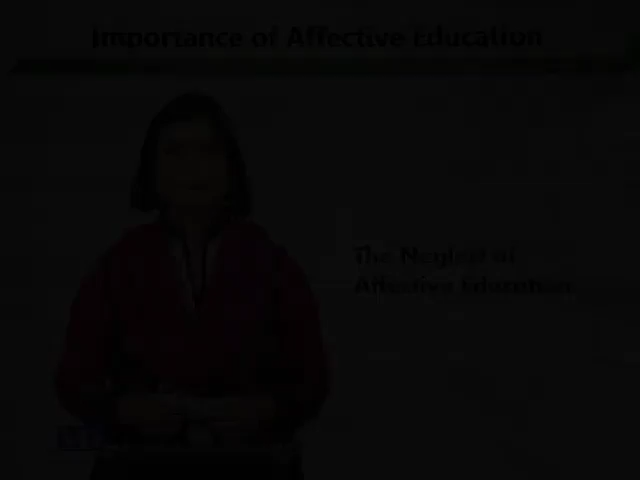 Importance of Affective Education
The Neglect of
Affective Education